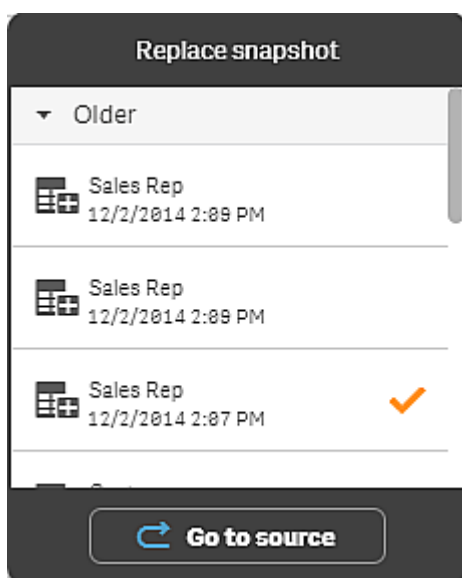 Replace snapshot
Older
Sales Rep
12/2/2014 2:09 PM
Sales Rep
12/2/2014 2:09 PM
Sales Rep
12/2/2014 2:07 PM
Go to source